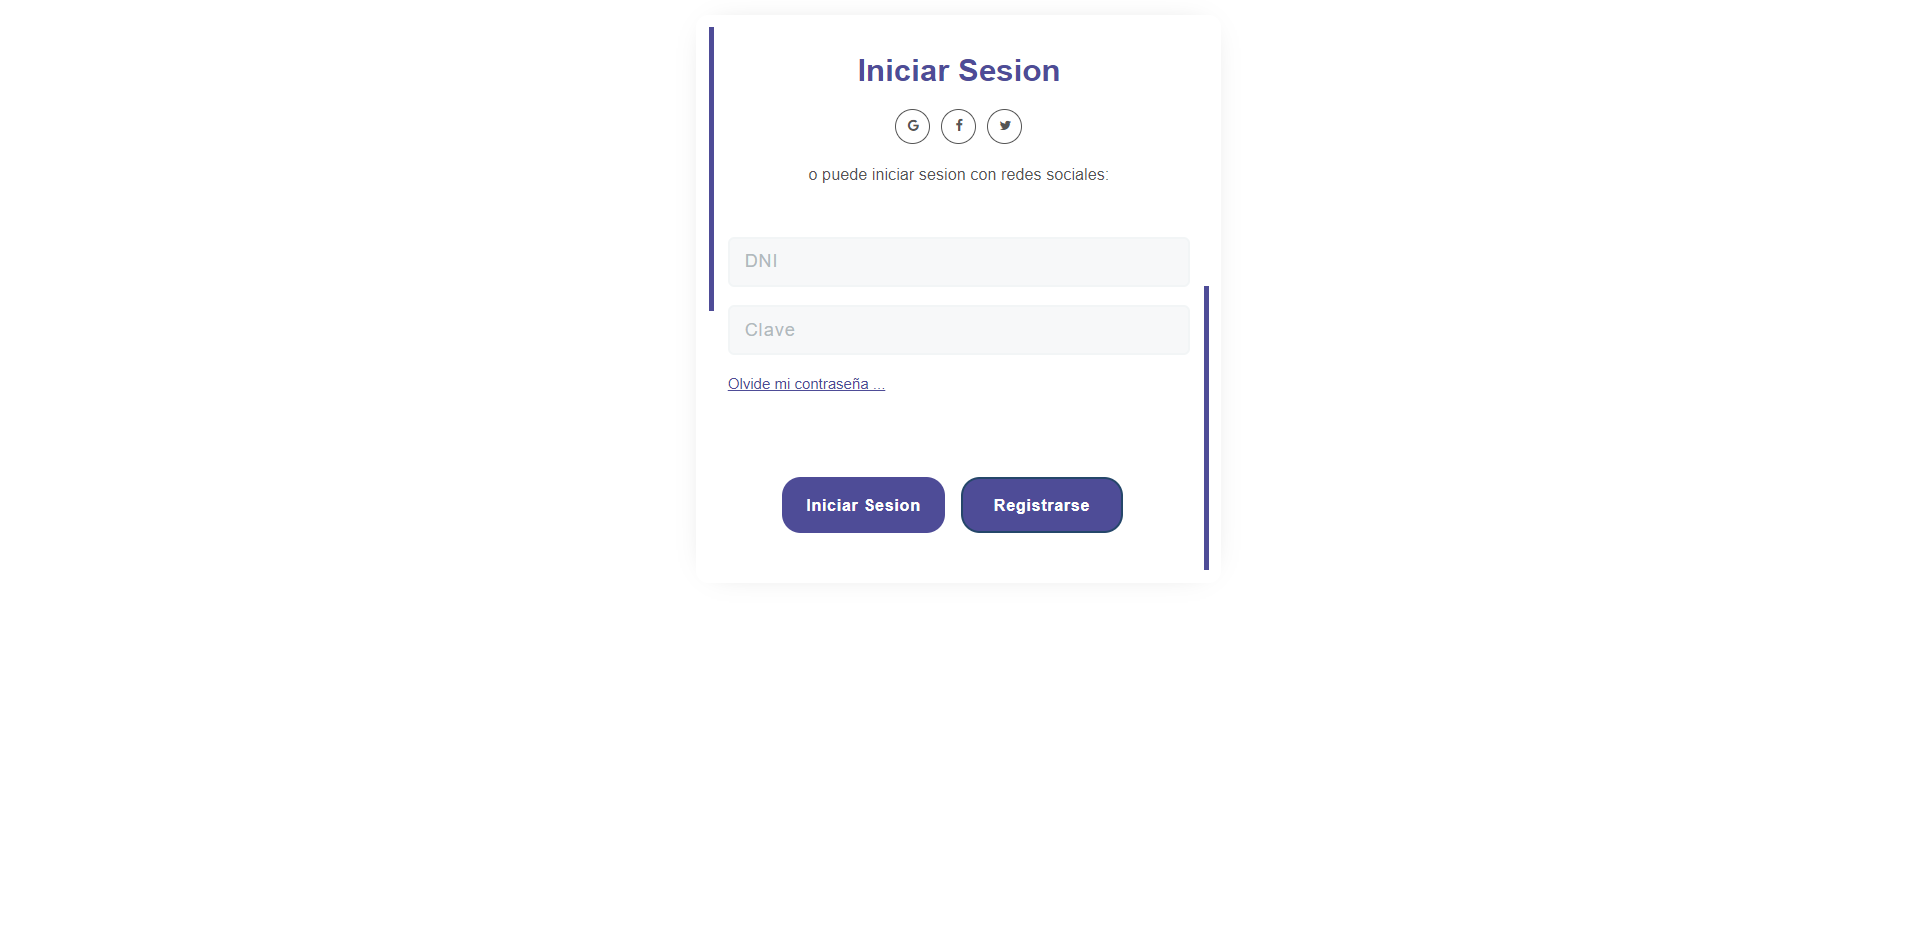 Iniciar Sesion
o puede iniciar sesion con redes sociales:
DNI
Clave
Olvide mi contraseña ...
Iniciar Sesion Registrarse